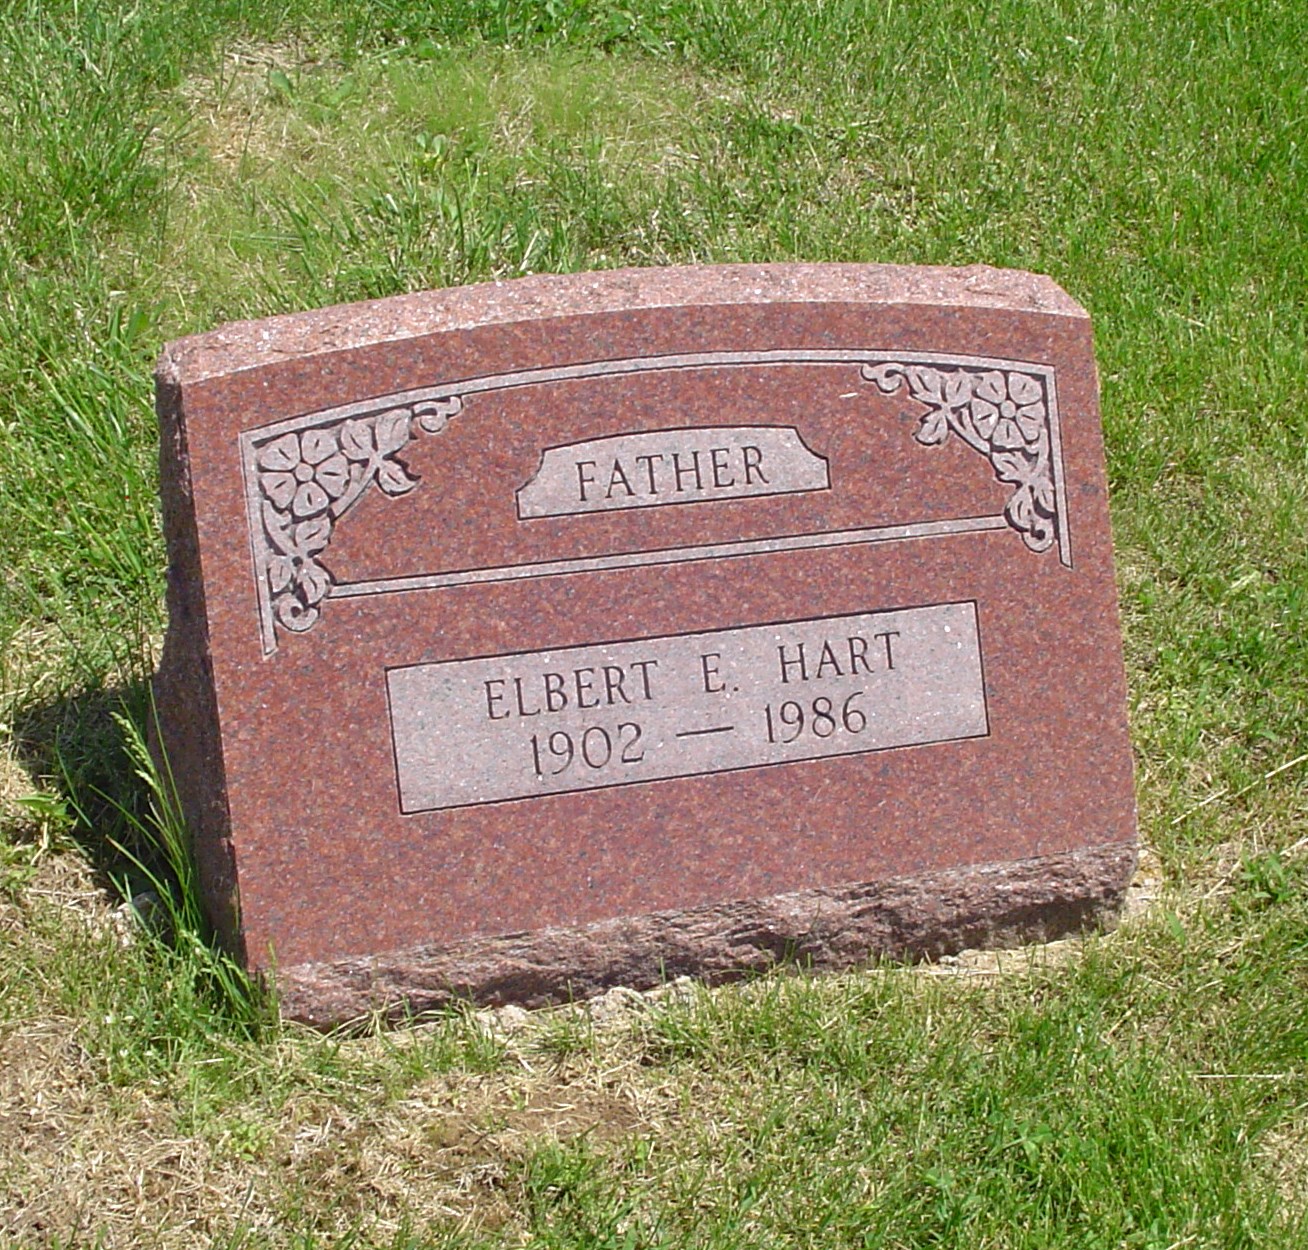 FATHER
ELBERT E. HART
1902 — 1986